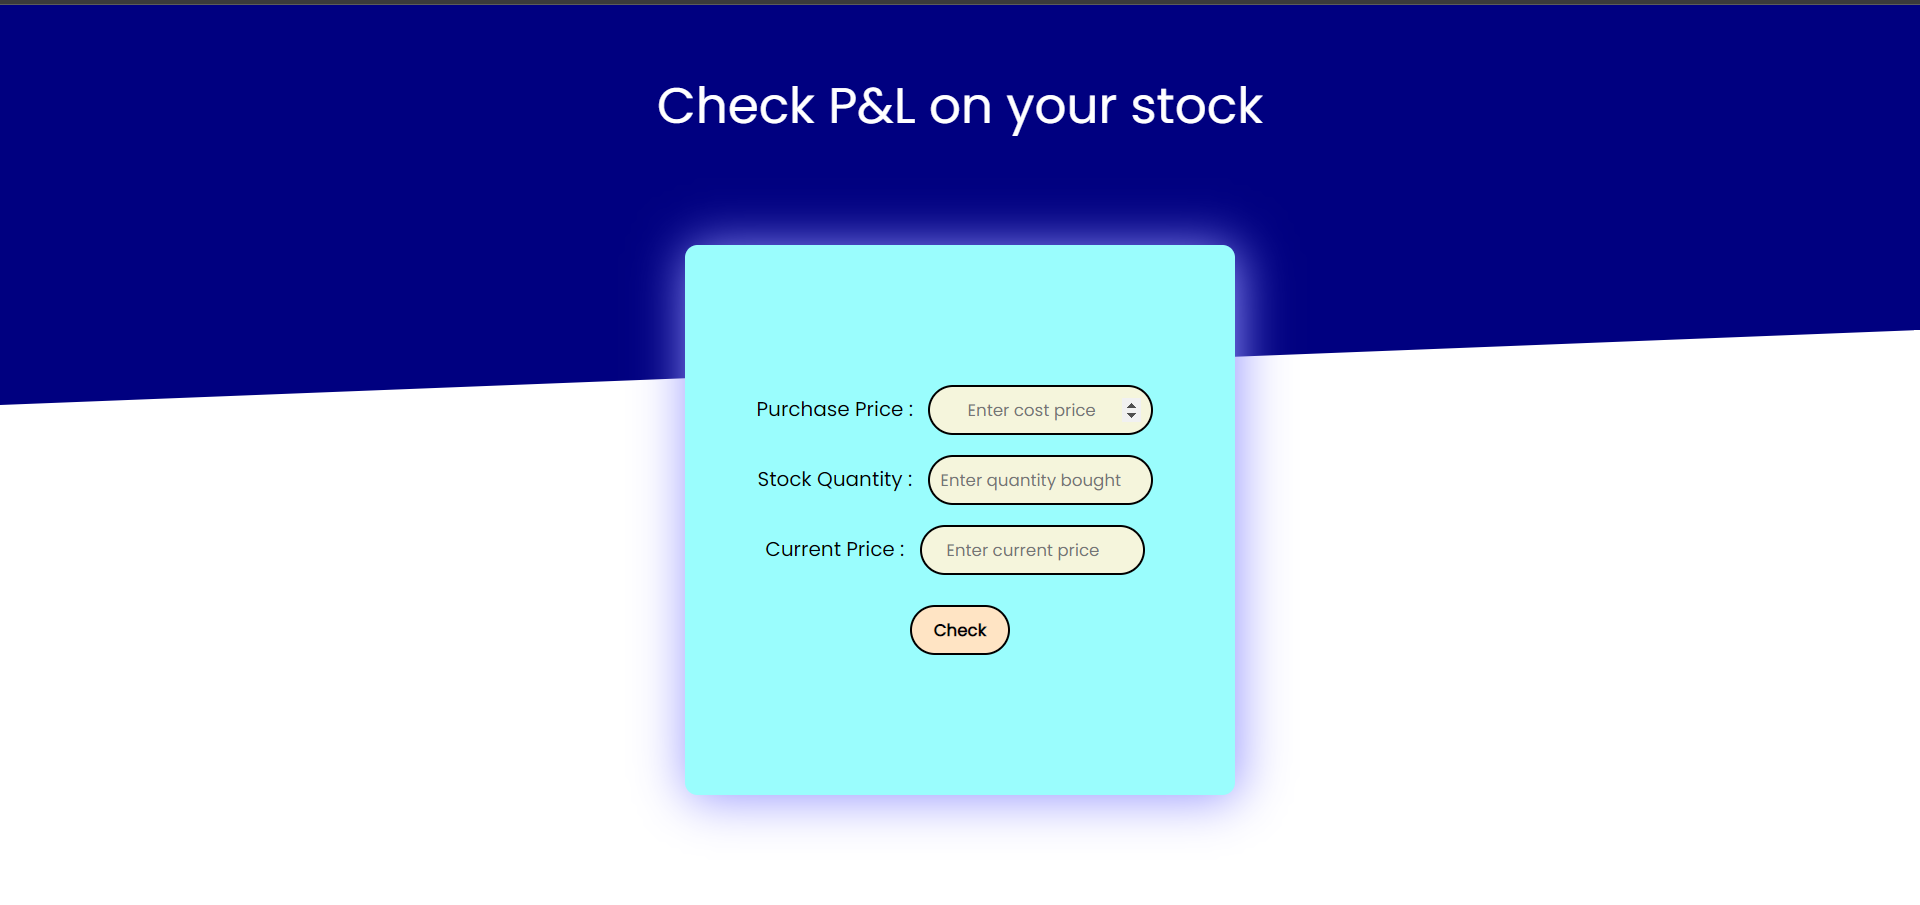 Check P&L on your stock
Purchase Price : Enter cost price
Stock Quantity : Enter quantity bought
Current Price : Enter current price
Check